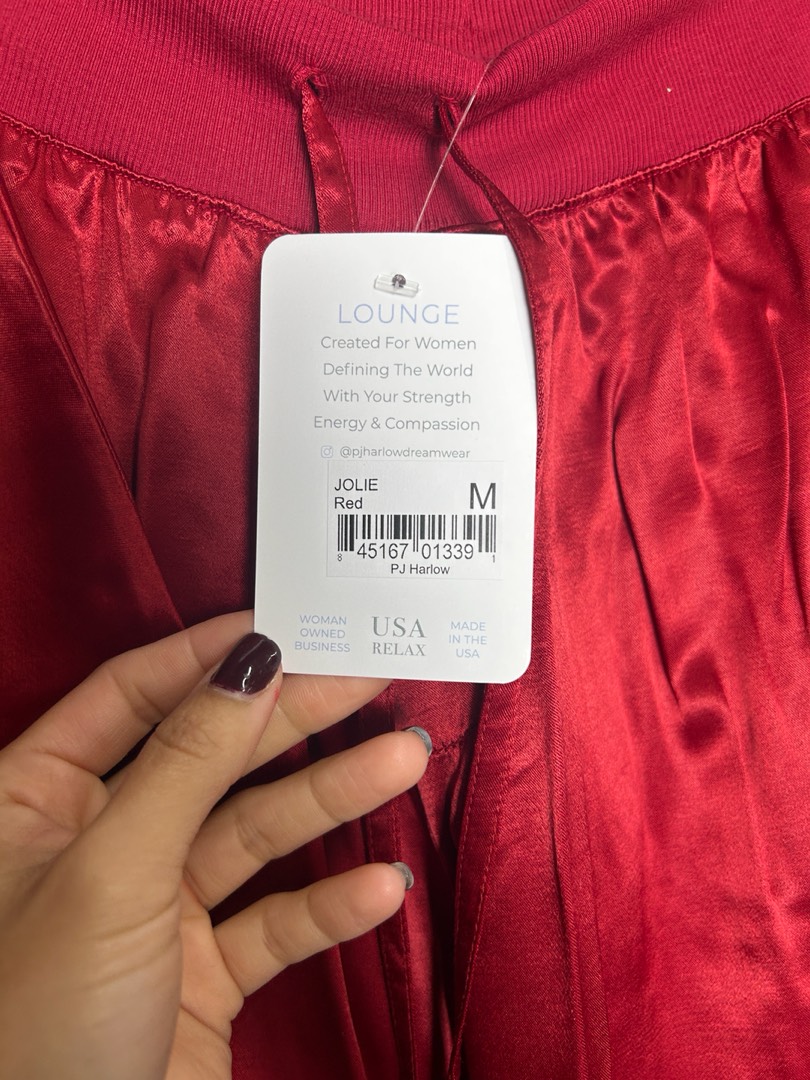 LOUNGE
Created For Women
Defining The World
With Your Strength
Energy & Compassion
@pjharlowdreamwear
JOLIE
Red
M
8 45167 01339 1
PJ Harlow
WOMAN
OWNED
BUSINESS
USA
RELAX
MADE
IN THE
USA